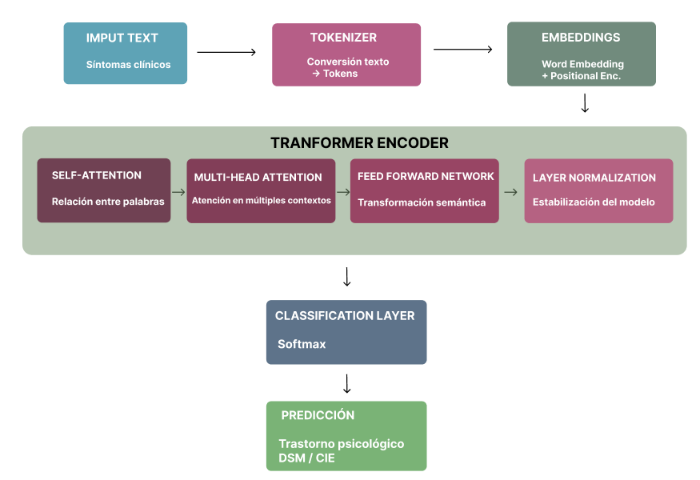 IMPUT TEXT
Síntomas clínicos
TOKENIZER
Conversión texto
→ Tokens
EMBEDDINGS
Word Embedding
+ Positional Enc.
TRANFORMER ENCODER
SELF-ATTENTION
Relación entre palabras
MULTI-HEAD ATTENTION
Atención en múltiples contextos
FEED FORWARD NETWORK
Transformación semántica
LAYER NORMALIZATION
Estabilización del modelo
CLASSIFICATION LAYER
Softmax
PREDICCIÓN
Trastorno psicológico
DSM / CIE